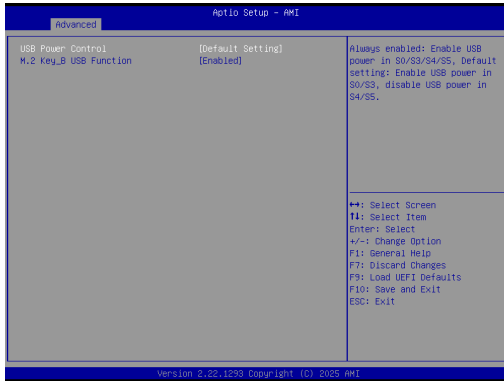 Aptio Setup - AMI
Advanced
USB Power Control [Default Setting]
M.2 Key_B USB Function [Enabled]
Always enabled: Enable USB
power in S0/S3/S4/S5, Default
setting: Enable USB power in
S0/S3, disable USB power in
S4/S5.
↔: Select Screen
↑↓: Select Item
Enter: Select
+/-: Change Option
F1: General Help
F7: Discard Changes
F9: Load UEFI Defaults
F10: Save and Exit
ESC: Exit
Version 2.22.1293 Copyright (C) 2025 AMI